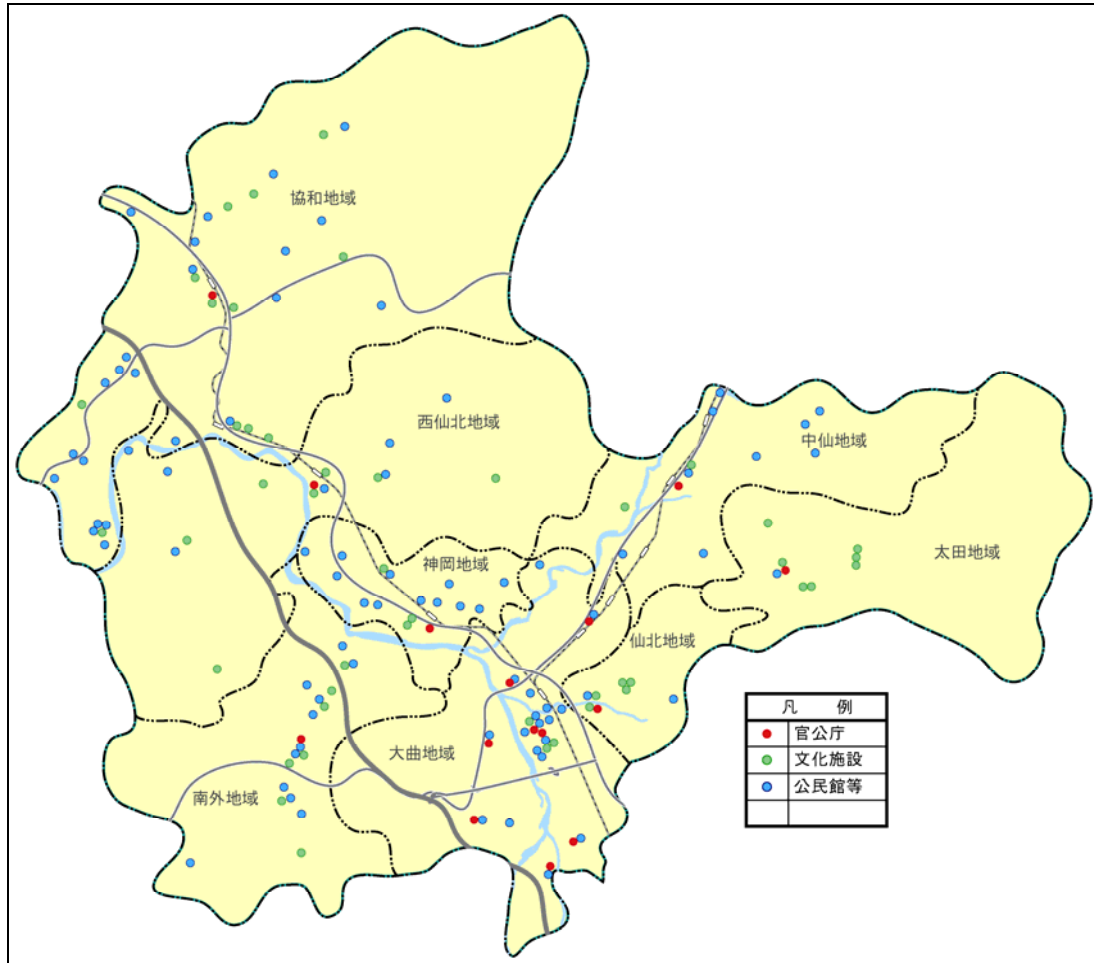 協和地域
西仙北地域
中仙地域
太田地域
神岡地域
仙北地域
大曲地域
南外地域
凡 例
官公庁
文化施設
公民館等